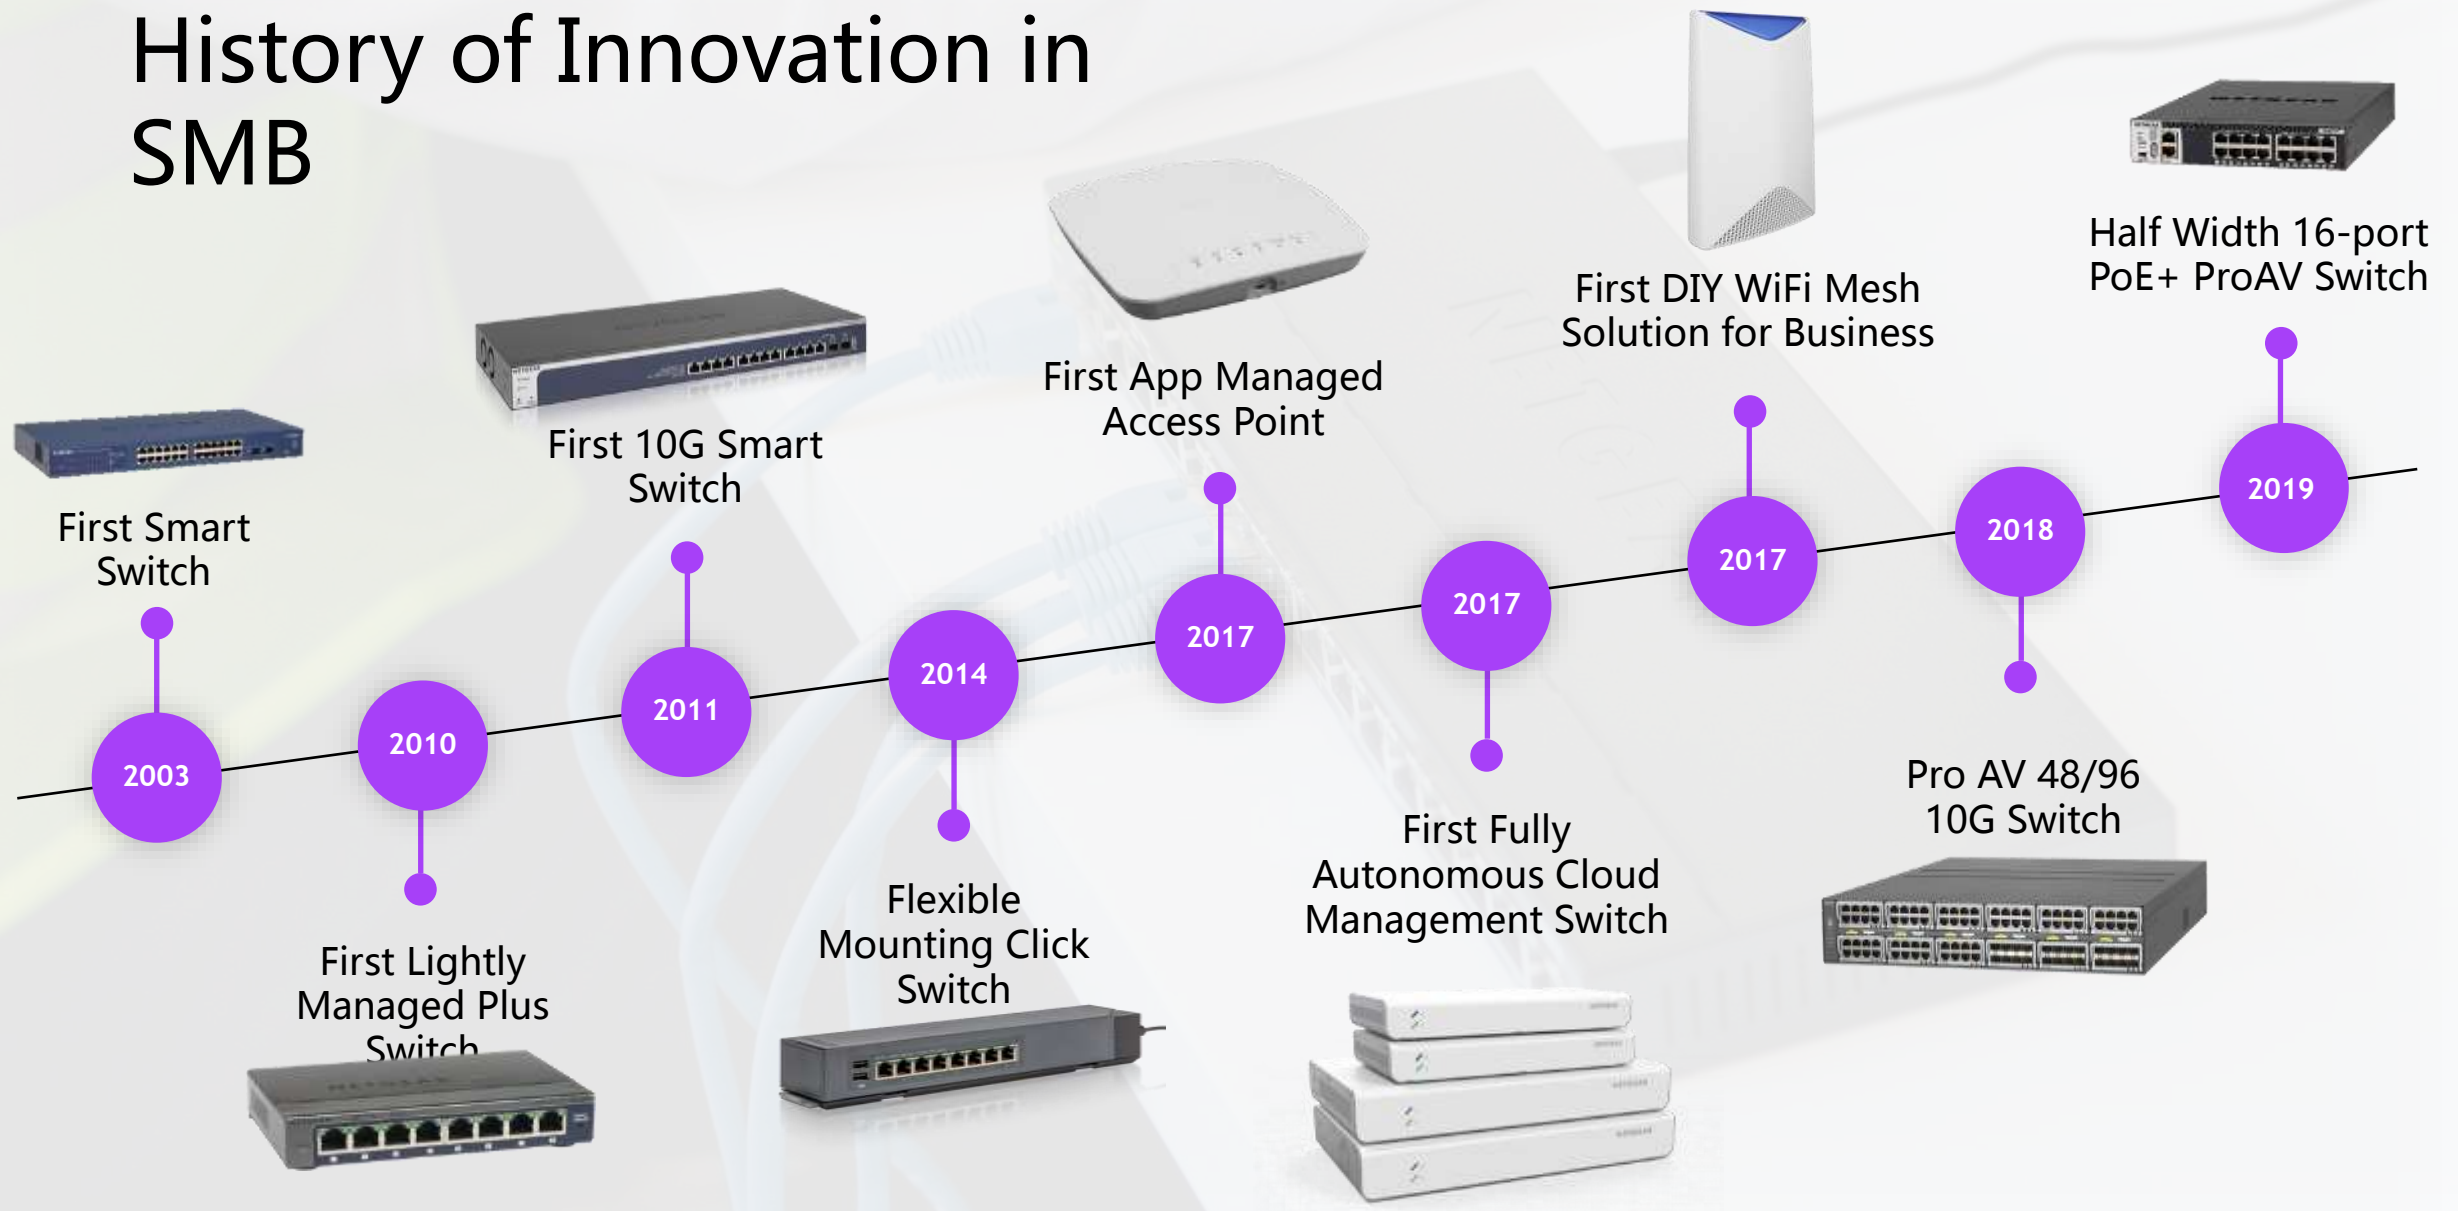 History of Innovation in
SMB
First Smart
Switch
2003
2010
First Lightly
Managed Plus
Switch
First 10G Smart
Switch
2011
2014
Flexible
Mounting Click
Switch
First App Managed
Access Point
2017
2017
First Fully
Autonomous Cloud
Management Switch
First DIY WiFi Mesh
Solution for Business
2017
2018
Pro AV 48/96
10G Switch
Half Width 16-port
PoE+ ProAV Switch
2019
NETGEAR